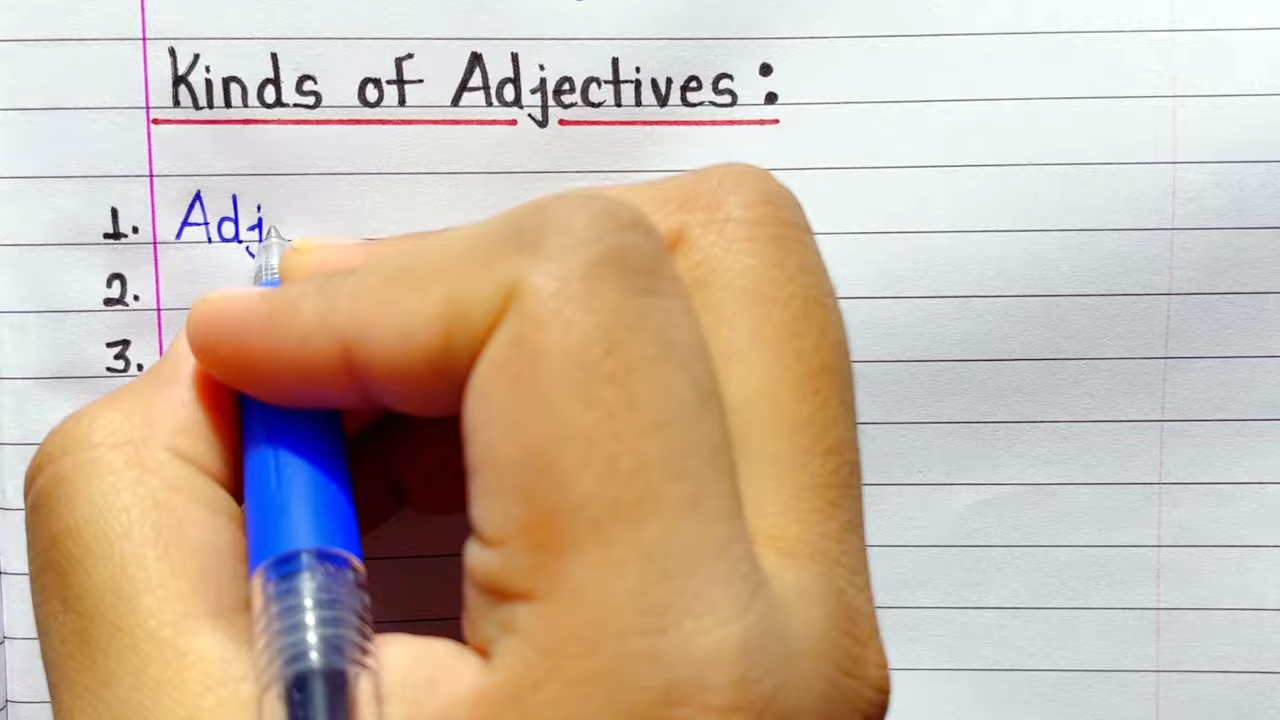 Kinds of Adjectives :
1. Adj
2.
3.